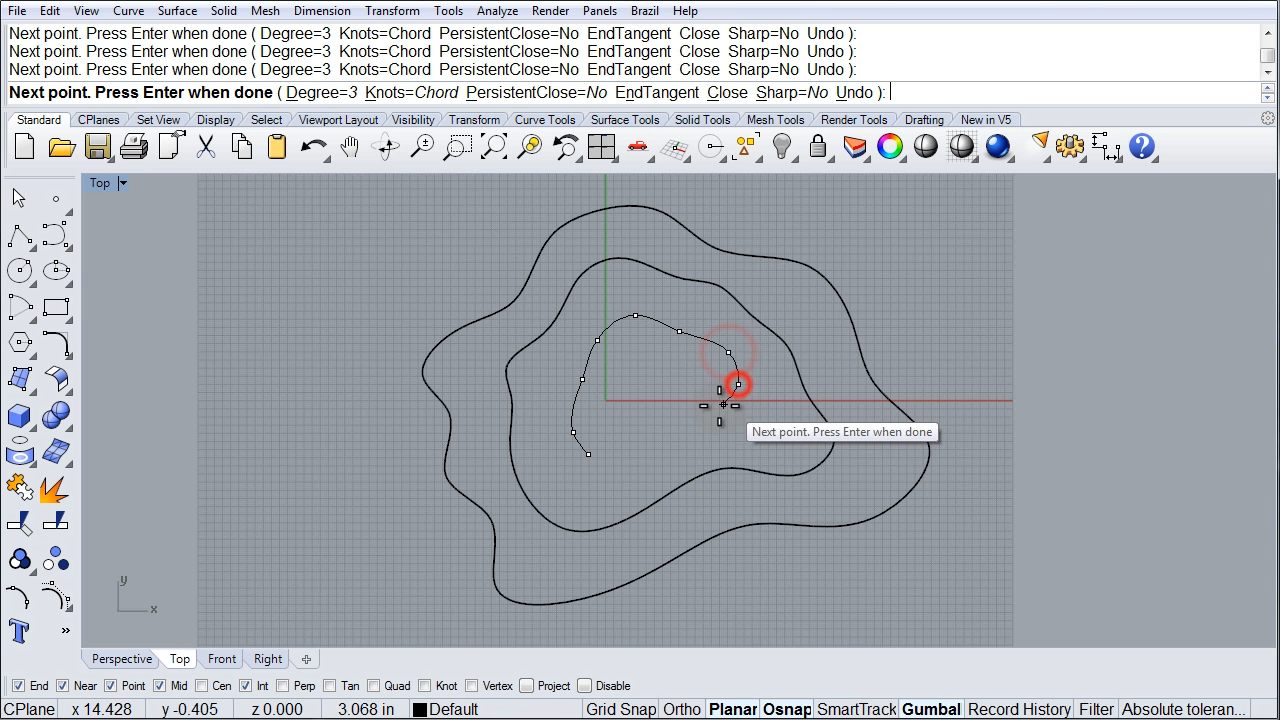 File Edit View Curve Surface Solid Mesh Dimension Transform Tools Analyze Render Panels Brazil Help
Next point. Press Enter when done ( Degree=3 Knots=Chord PersistentClose=No EndTangent Close Sharp=No Undo ):
Next point. Press Enter when done ( Degree=3 Knots=Chord PersistentClose=No EndTangent Close Sharp=No Undo ):
Next point. Press Enter when done ( Degree=3 Knots=Chord PersistentClose=No EndTangent Close Sharp=No Undo ):
Next point. Press Enter when done ( Degree=3 Knots=Chord PersistentClose=No EndTangent Close Sharp=No Undo ):
Standard CPlanes Set View Display Select Viewport Layout Visibility Transform Curve Tools Surface Tools Solid Tools Mesh Tools Render Tools Drafting New in V5
Top
Next point. Press Enter when done
y
x
Perspective Top Front Right
End Near Point Mid Cen Int Perp Tan Quad Knot Vertex Project Disable
CPlane x 14.428 y -0.405 z 0.000 3.068 in Default Grid Snap Ortho Planar Osnap SmartTrack Gumbal Record History Filter Absolute toleran...